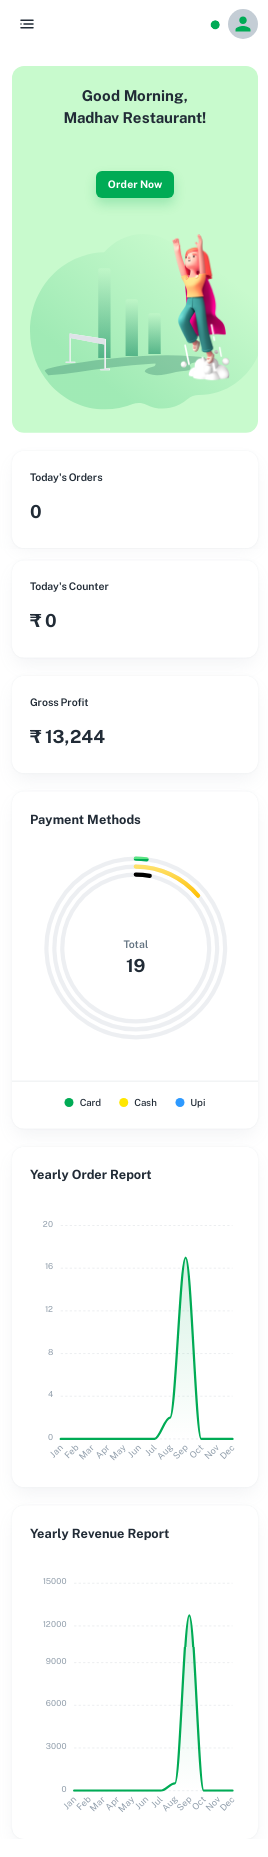 Good Morning,
Madhav Restaurant!
Order Now
Today's Orders
0
Today's Counter
₹ 0
Gross Profit
₹ 13,244
Payment Methods
Total
19
Card Cash Upi
Yearly Order Report
20
16
12
8
4
0
Jan Feb Mar Apr May Jun Jul Aug Sep Oct Nov Dec
Yearly Revenue Report
15000
12000
9000
6000
3000
0
Jan Feb Mar Apr May Jun Jul Aug Sep Oct Nov Dec